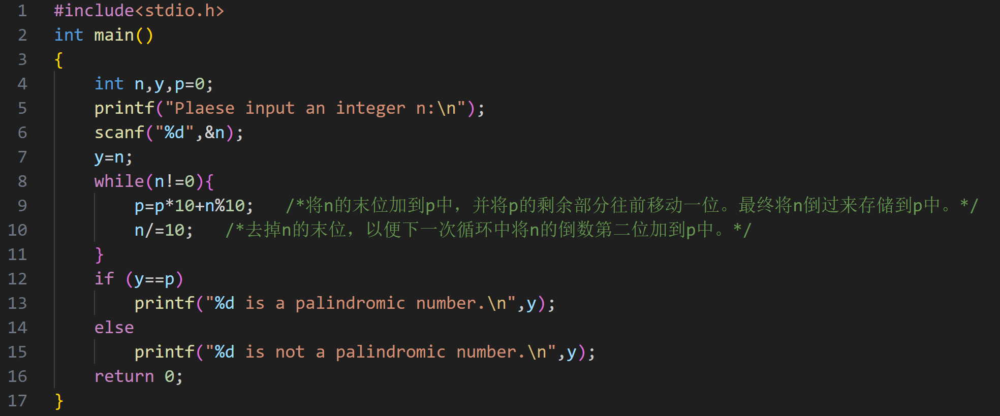 1 #include<stdio.h>
2 int main()
3 {
4 int n,y,p=0;
5 printf("Plaese input an integer n:\n");
6 scanf("%d",&n);
7 y=n;
8 while(n!=0){
9 p=p*10+n%10; /*将n的末位加到p中，并将p的剩余部分往前移动一位。最终将n倒过来存储到p中。*/
10 n/=10; /*去掉n的末位，以便下一次循环中将n的倒数第二位加到p中。*/
11 }
12 if (y==p)
13 printf("%d is a palindromic number.\n",y);
14 else
15 printf("%d is not a palindromic number.\n",y);
16 return 0;
17 }